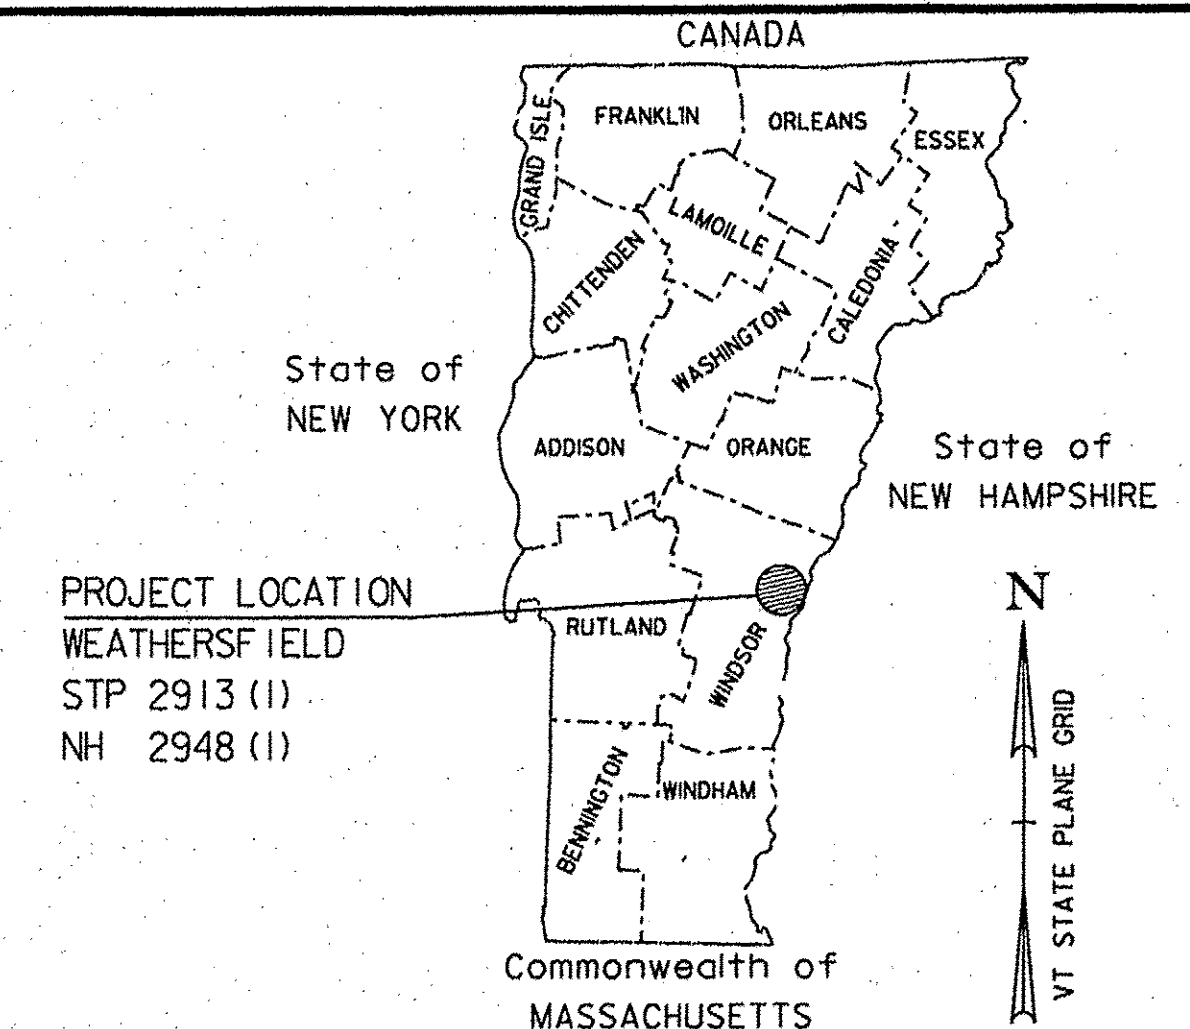 CANADA
GRAND ISLE
FRANKLIN
ORLEANS
ESSEX
LAMOILLE
CHITTENDEN
CALEDONIA
WASHINGTON
State of
NEW YORK
ADDISON
ORANGE
State of
NEW HAMPSHIRE
PROJECT LOCATION
WEATHERSFIELD
STP 2913 (1)
NH 2948 (1)
RUTLAND
WINDSOR
N
VT STATE PLANE GRID
BENNINGTON
WINDHAM
Commonwealth of
MASSACHUSETTS